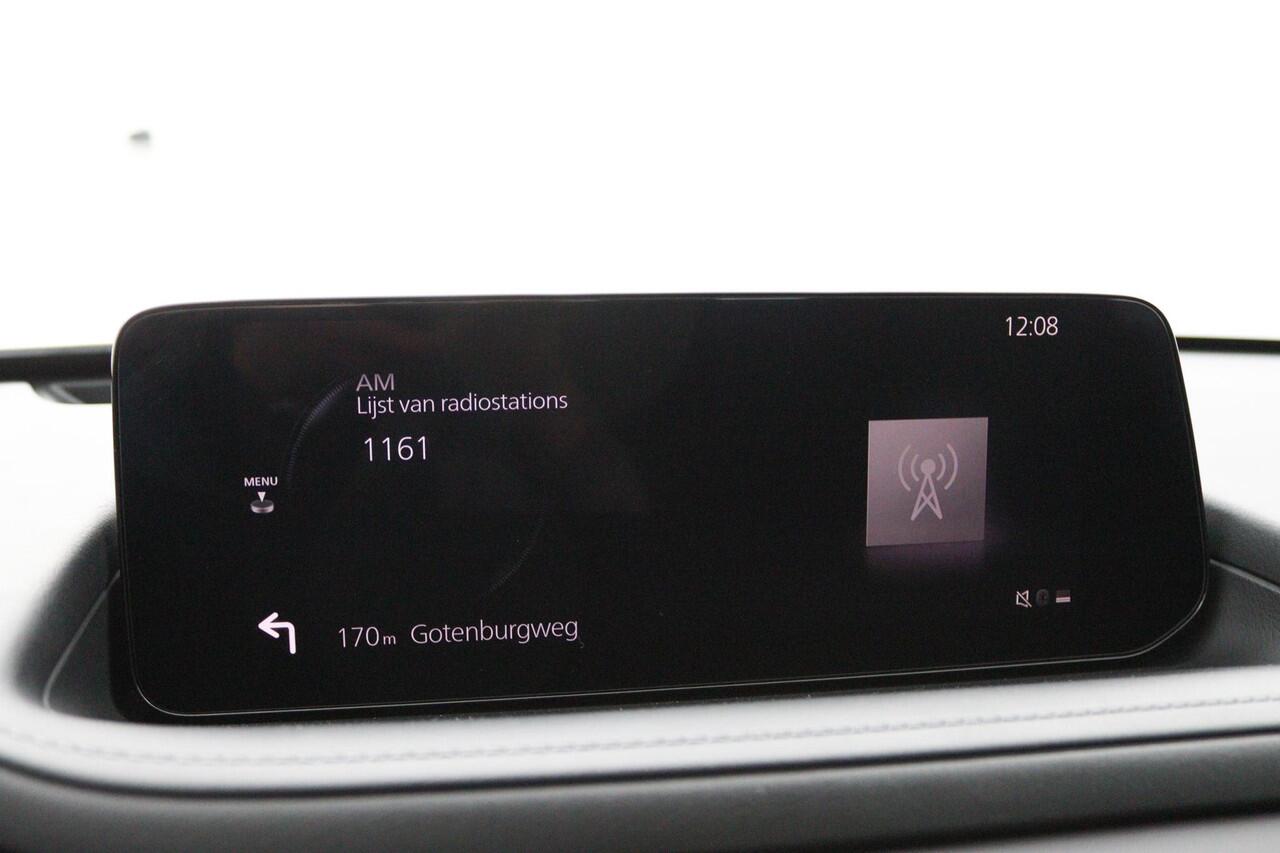 12:08
AM
Lijst van radiostations
1161
MENU
170m Gotenburgweg